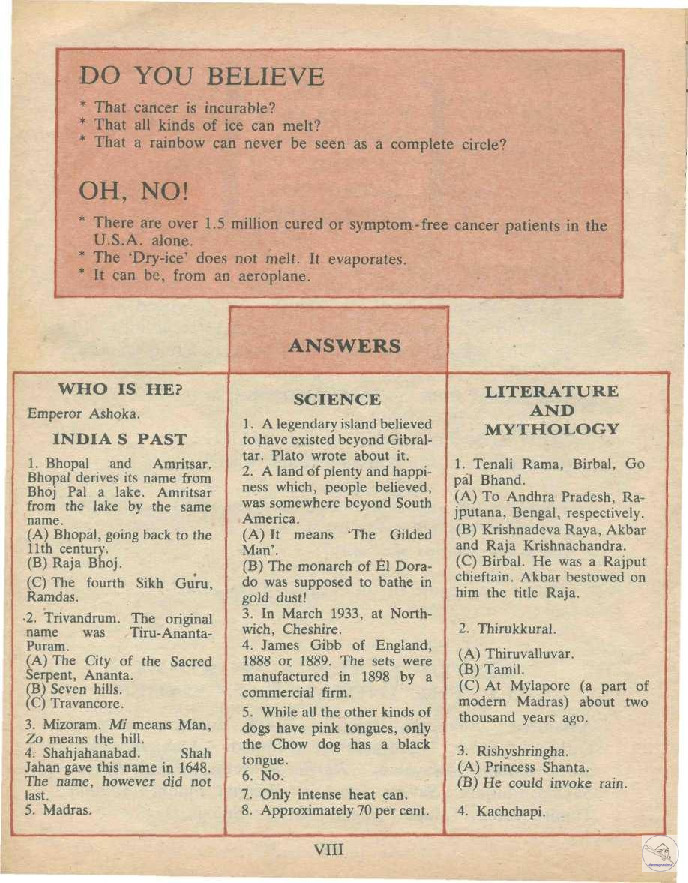 DO YOU BELIEVE
* That cancer is incurable?
* That all kinds of ice can melt?
* That a rainbow can never be seen as a complete circle?
OH, NO!
* There are over 1.5 million cured or symptom-free cancer patients in the
U.S.A. alone.
* The 'Dry-ice' does not melt. It evaporates.
* It can be, from an aeroplane.
ANSWERS
WHO IS HE?
Emperor Ashoka.
INDIA S PAST
1. Bhopal and Amritsar.
Bhopal derives its name from
Bhoj Pal a lake. Amritsar
from the lake by the same
name.
(A) Bhopal, going back to the
11th century.
(B) Raja Bhoj.
(C) The fourth Sikh Guru,
Ramdas.
2. Trivandrum. The original
name was Tiru-Ananta-
Puram.
(A) The City of the Sacred
Serpent, Ananta.
(B) Seven hills.
(C) Travancore.
3. Mizoram. Mi means Man,
Zo means the hill.
4. Shahjahanabad. Shah
Jahan gave this name in 1648.
The name, however did not
last.
5. Madras.
SCIENCE
1. A legendary island believed
to have existed beyond Gibral-
tar. Plato wrote about it.
2. A land of plenty and happi-
ness which, people believed,
was somewhere beyond South
America.
(A) It means 'The Gilded
Man'.
(B) The monarch of El Dora-
do was supposed to bathe in
gold dust!
3. In March 1933, at North-
wich, Cheshire.
4. James Gibb of England,
1888 or 1889. The sets were
manufactured in 1898 by a
commercial firm.
5. While all the other kinds of
dogs have pink tongues, only
the Chow dog has a black
tongue.
6. No.
7. Only intense heat can.
8. Approximately 70 per cent.
LITERATURE
AND
MYTHOLOGY
1. Tenali Rama, Birbal, Go
pal Bhand.
(A) To Andhra Pradesh, Ra-
jputana, Bengal, respectively.
(B) Krishnadeva Raya, Akbar
and Raja Krishnachandra.
(C) Birbal. He was a Rajput
chieftain. Akbar bestowed on
him the title Raja.
2. Thirukkural.
(A) Thiruvalluvar.
(B) Tamil.
(C) At Mylapore (a part of
modern Madras) about two
thousand years ago.
3. Rishyshringha.
(A) Princess Shanta.
(B) He could invoke rain.
4. Kachchapi.
VIII